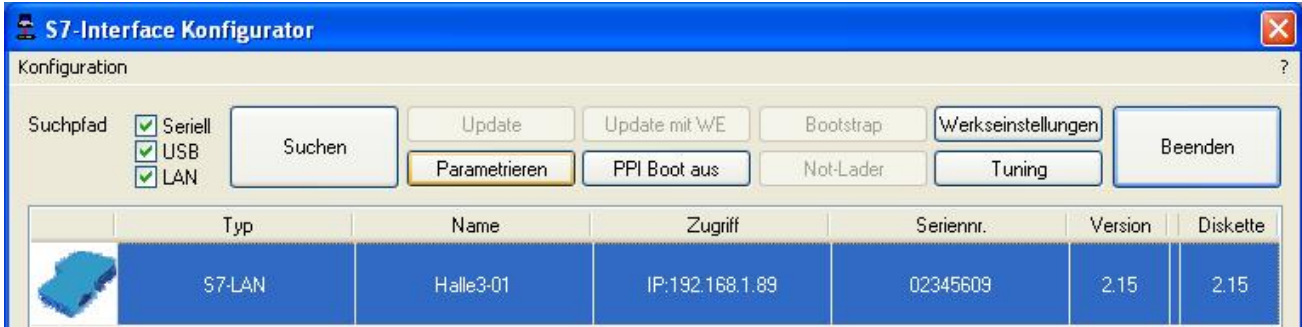 S7-Interface Konfigurator
Konfiguration ?
Suchpfad Seriell USB LAN Suchen Update Update mit WE Bootstrap Werkseinstellungen Beenden
Parametrieren PPI Boot aus Not-Lader Tuning
Typ Name Zugriff Seriennr. Version Diskette
S7-LAN Halle3-01 IP:192.168.1.89 02345609 2.15 2.15